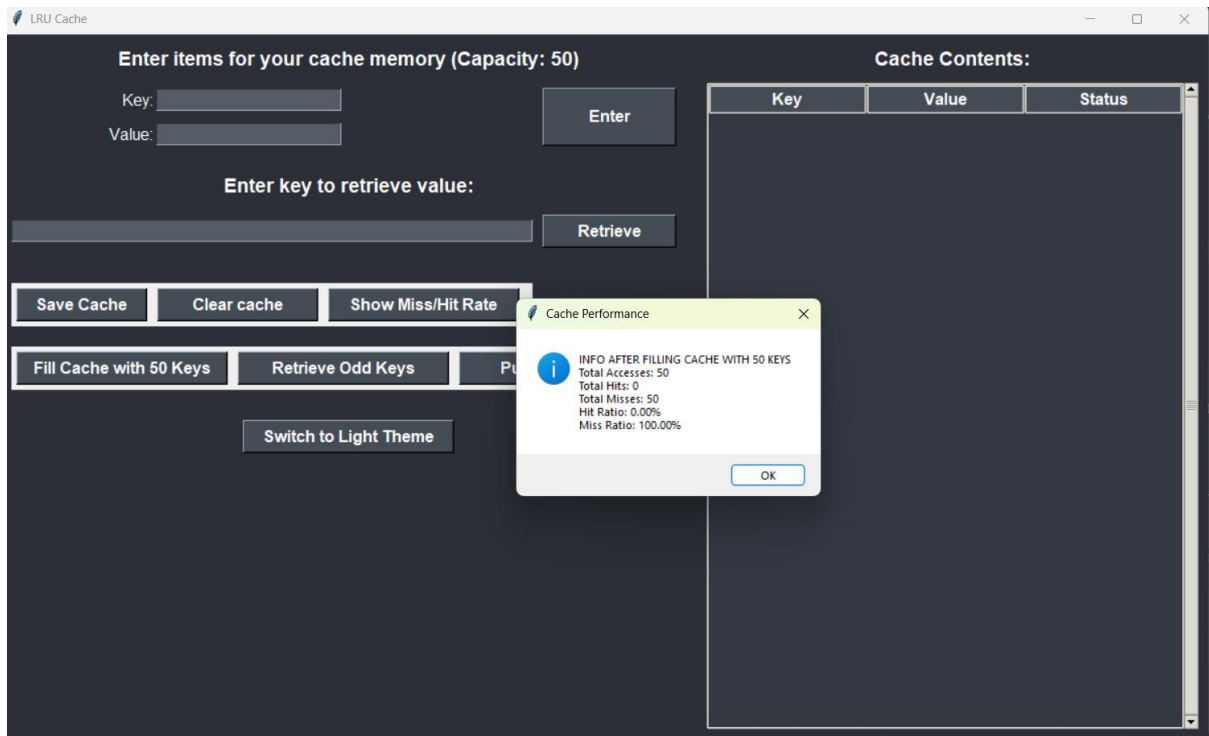 LRU Cache
Enter items for your cache memory (Capacity: 50)
Key:
Value:
Enter
Enter key to retrieve value:
Retrieve
Save Cache
Clear cache
Show Miss/Hit Rate
Fill Cache with 50 Keys
Retrieve Odd Keys
Switch to Light Theme
Cache Contents:
Key Value Status
Cache Performance
INFO AFTER FILLING CACHE WITH 50 KEYS
Total Accesses: 50
Total Hits: 0
Total Misses: 50
Hit Ratio: 0.00%
Miss Ratio: 100.00%
OK